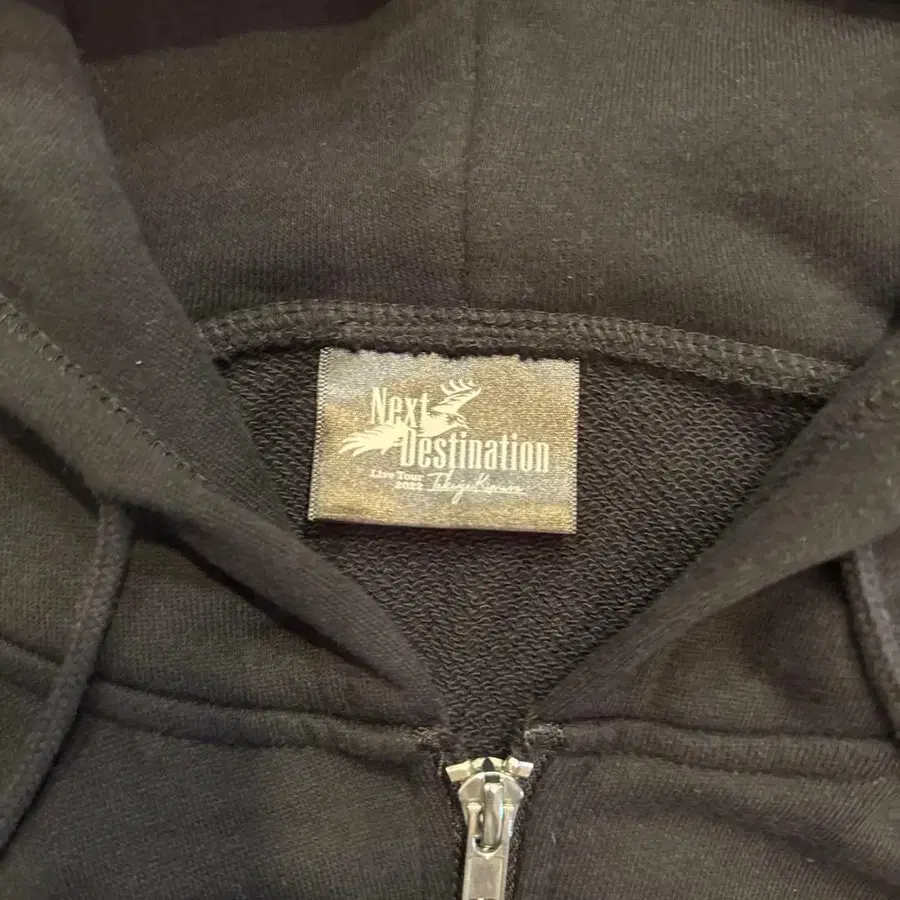 Next
Destination
Live Tour
2022 Takuya Kimura